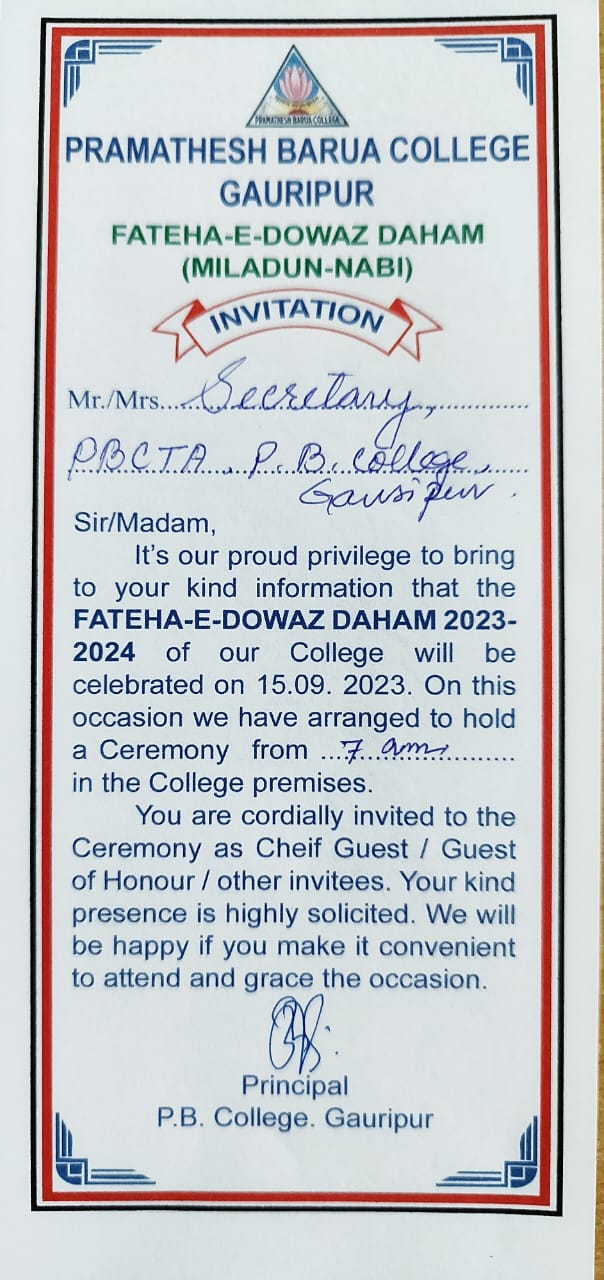 PRAMATHESH BARUA COLLEGE
PRAMATHESH BARUA COLLEGE
GAURIPUR
FATEHA-E-DOWAZ DAHAM
(MILADUN-NABI)
INVITATION
Mr./Mrs....Secretary,................
PBCTA, P. B. College,......
Gauripur.
Sir/Madam,
It's our proud privilege to bring
to your kind information that the
FATEHA-E-DOWAZ DAHAM 2023-
2024 of our College will be
celebrated on 15.09. 2023. On this
occasion we have arranged to hold
a Ceremony from ...7 am...........
in the College premises.
You are cordially invited to the
Ceremony as Cheif Guest / Guest
of Honour / other invitees. Your kind
presence is highly solicited. We will
be happy if you make it convenient
to attend and grace the occasion.
Principal
P.B. College. Gauripur